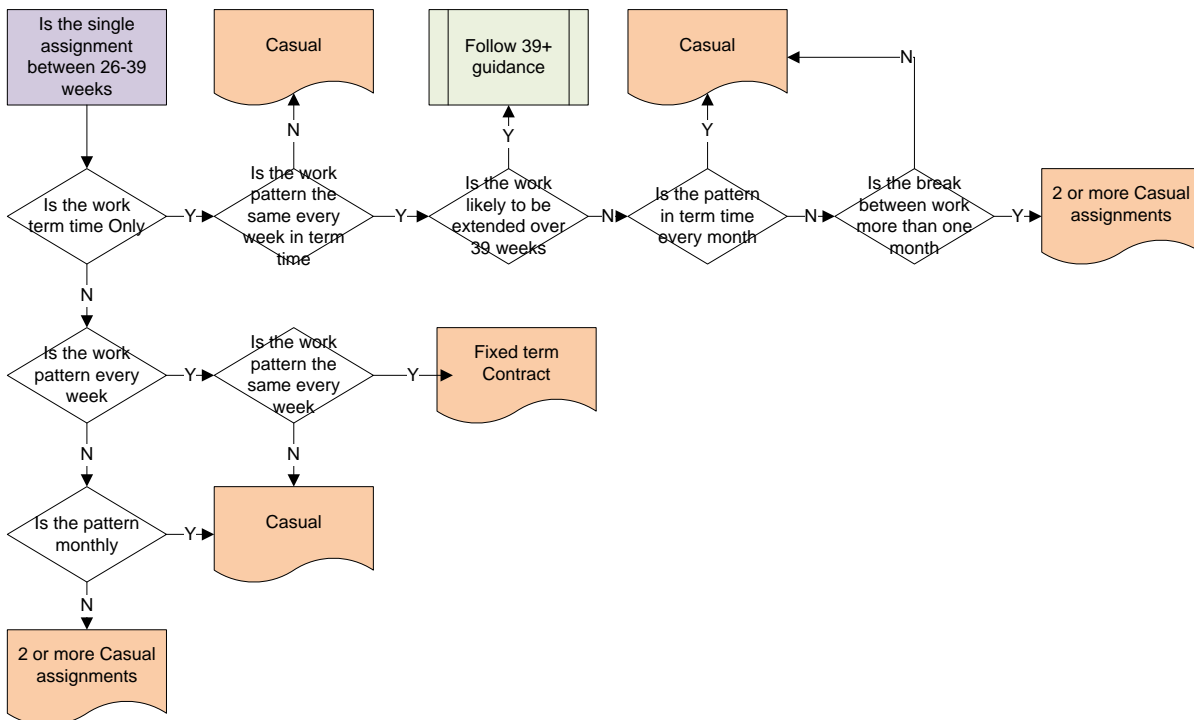 Is the single
assignment
between 26-39
weeks
Casual
Follow 39+
guidance
Casual
N
N
Y
Y
Is the work
term time Only
Y
Is the work
pattern the
same every
week in term
time
Y
Is the work
likely to be
extended over
39 weeks
N
Is the pattern
in term time
every month
N
Is the break
between work
more than one
month
Y
2 or more Casual
assignments
N
Is the work
pattern every
week
Y
Is the work
pattern the
same every
week
Y
Fixed term
Contract
N
N
Is the pattern
monthly
Y
Casual
N
2 or more Casual
assignments